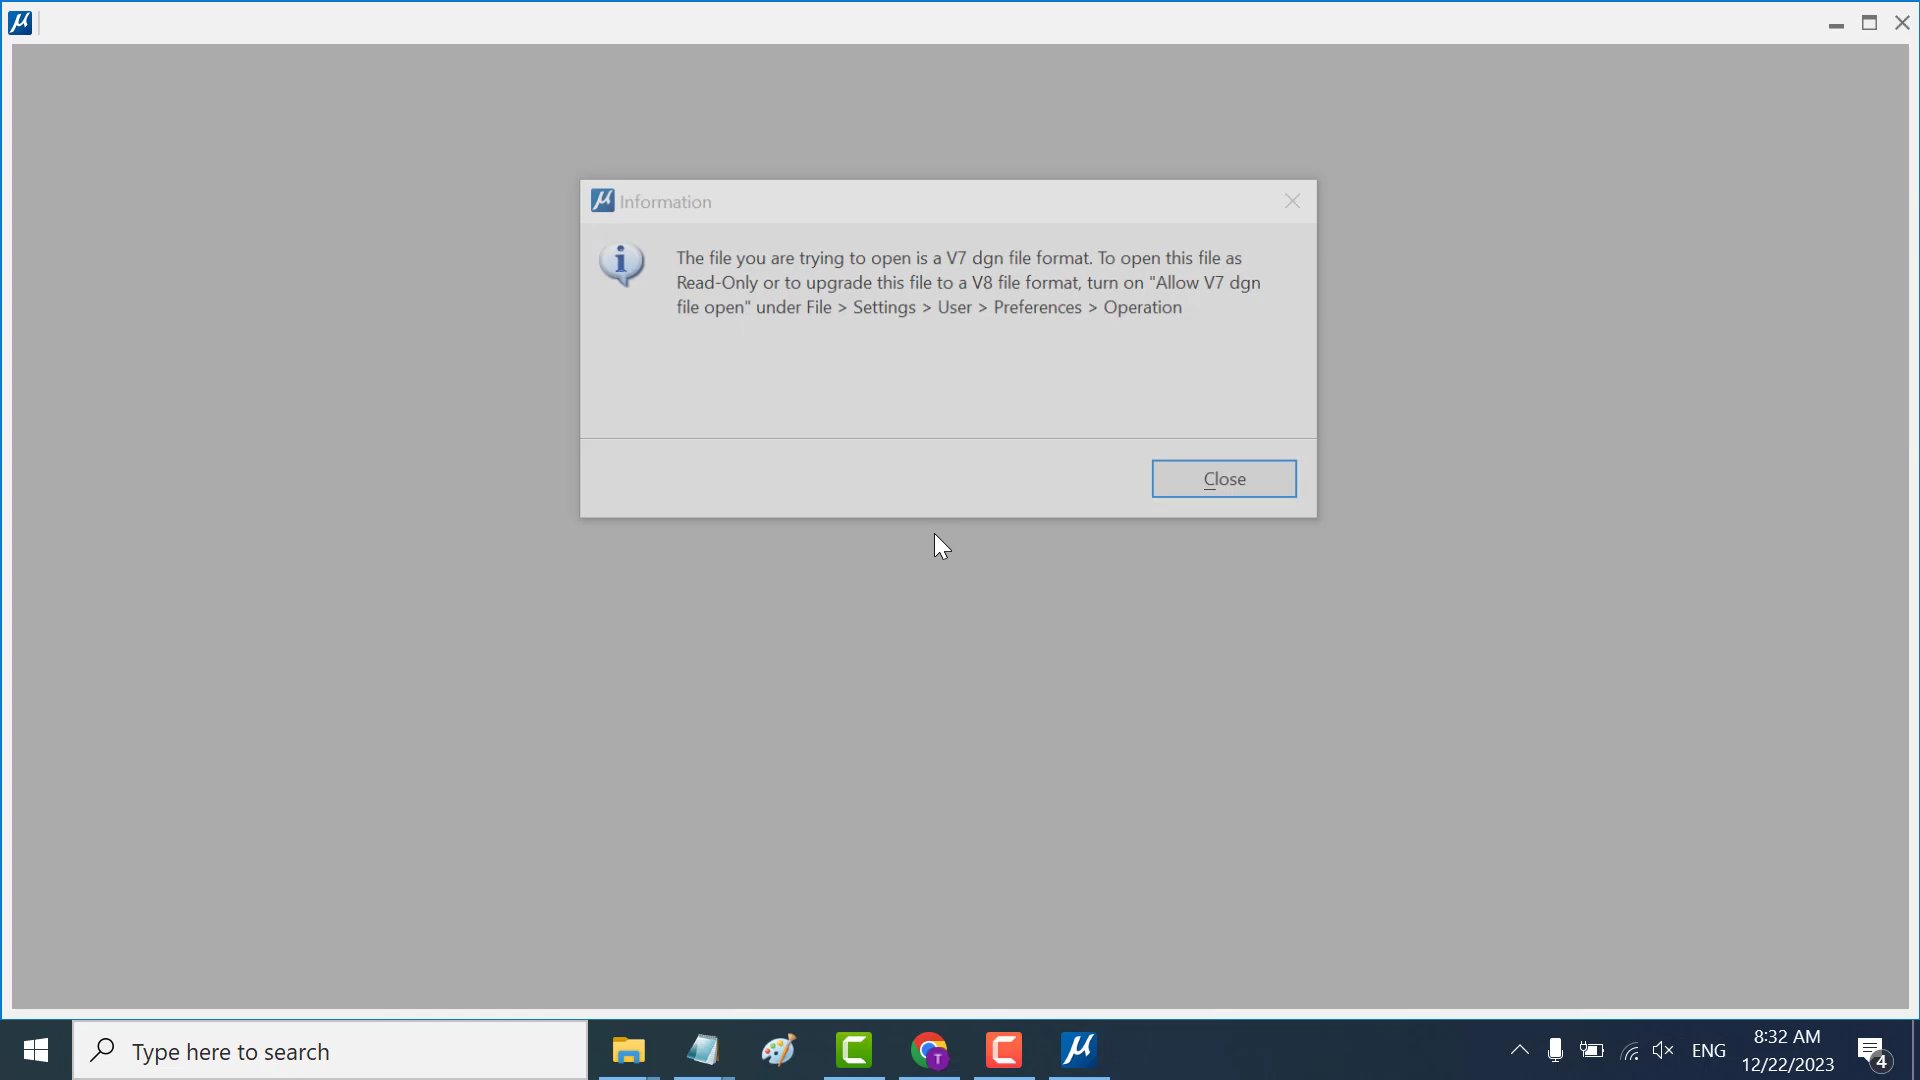 Information
The file you are trying to open is a V7 dgn file format. To open this file as
Read-Only or to upgrade this file to a V8 file format, turn on "Allow V7 dgn
file open" under File > Settings > User > Preferences > Operation
Close
Type here to search
T
ENG
8:32 AM
12/22/2023
4